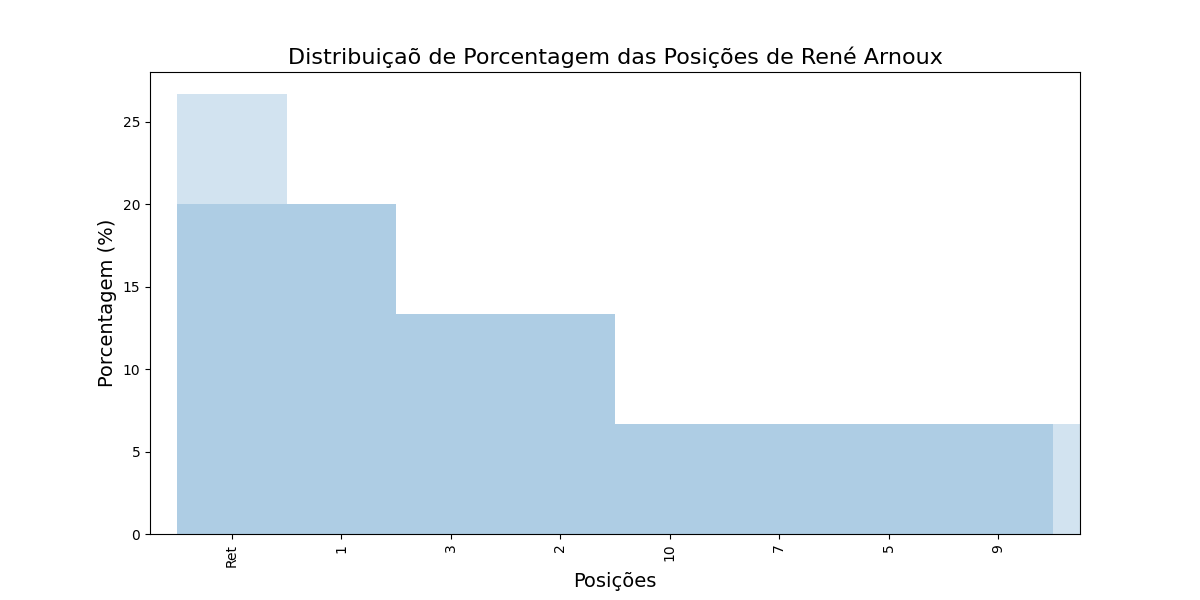 Distribuiçaõ de Porcentagem das Posições de René Arnoux
25
20
15
10
5
0
Porcentagem (%)
Ret 1 3 2 10 7 5 9
Posições